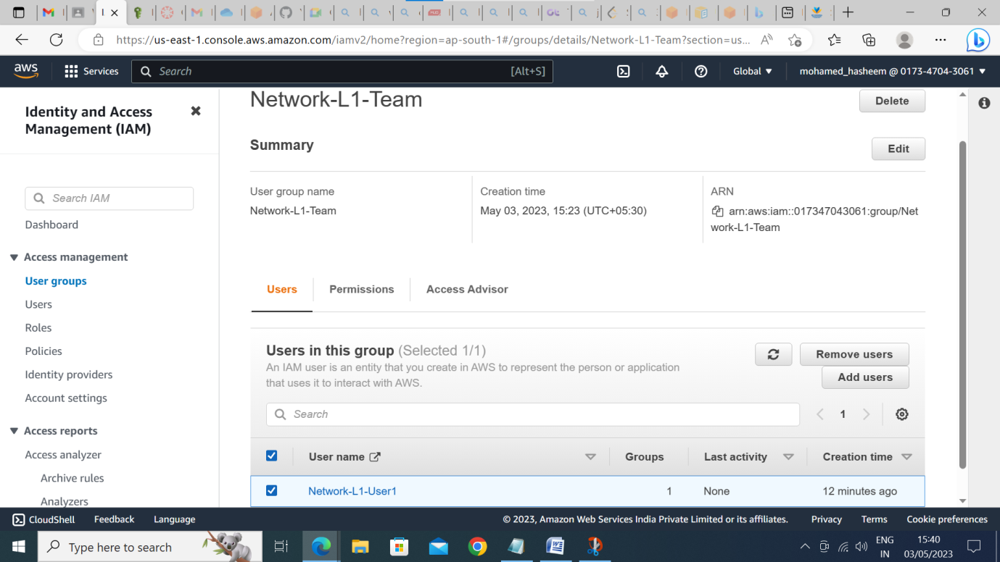 https://us-east-1.console.aws.amazon.com/iamv2/home?region=ap-south-1#/groups/details/Network-L1-Team?section=us...
aws
Services
Search
[Alt+S]
Global
mohamed_hasheem @ 0173-4704-3061
Identity and Access
Management (IAM)
Search IAM
Dashboard
Access management
User groups
Users
Roles
Policies
Identity providers
Account settings
Access reports
Access analyzer
Archive rules
Analyzers
Network-L1-Team
Delete
Summary
Edit
User group name
Network-L1-Team
Creation time
May 03, 2023, 15:23 (UTC+05:30)
ARN
arn:aws:iam::017347043061:group/Net
work-L1-Team
Users
Permissions
Access Advisor
Users in this group (Selected 1/1)
An IAM user is an entity that you create in AWS to represent the person or application
that uses it to interact with AWS.
Remove users
Add users
Search
1
User name
Groups
Last activity
Creation time
Network-L1-User1
1
None
12 minutes ago
CloudShell
Feedback
Language
© 2023, Amazon Web Services India Private Limited or its affiliates.
Privacy
Terms
Cookie preferences
Type here to search
ENG
IN
15:40
03/05/2023